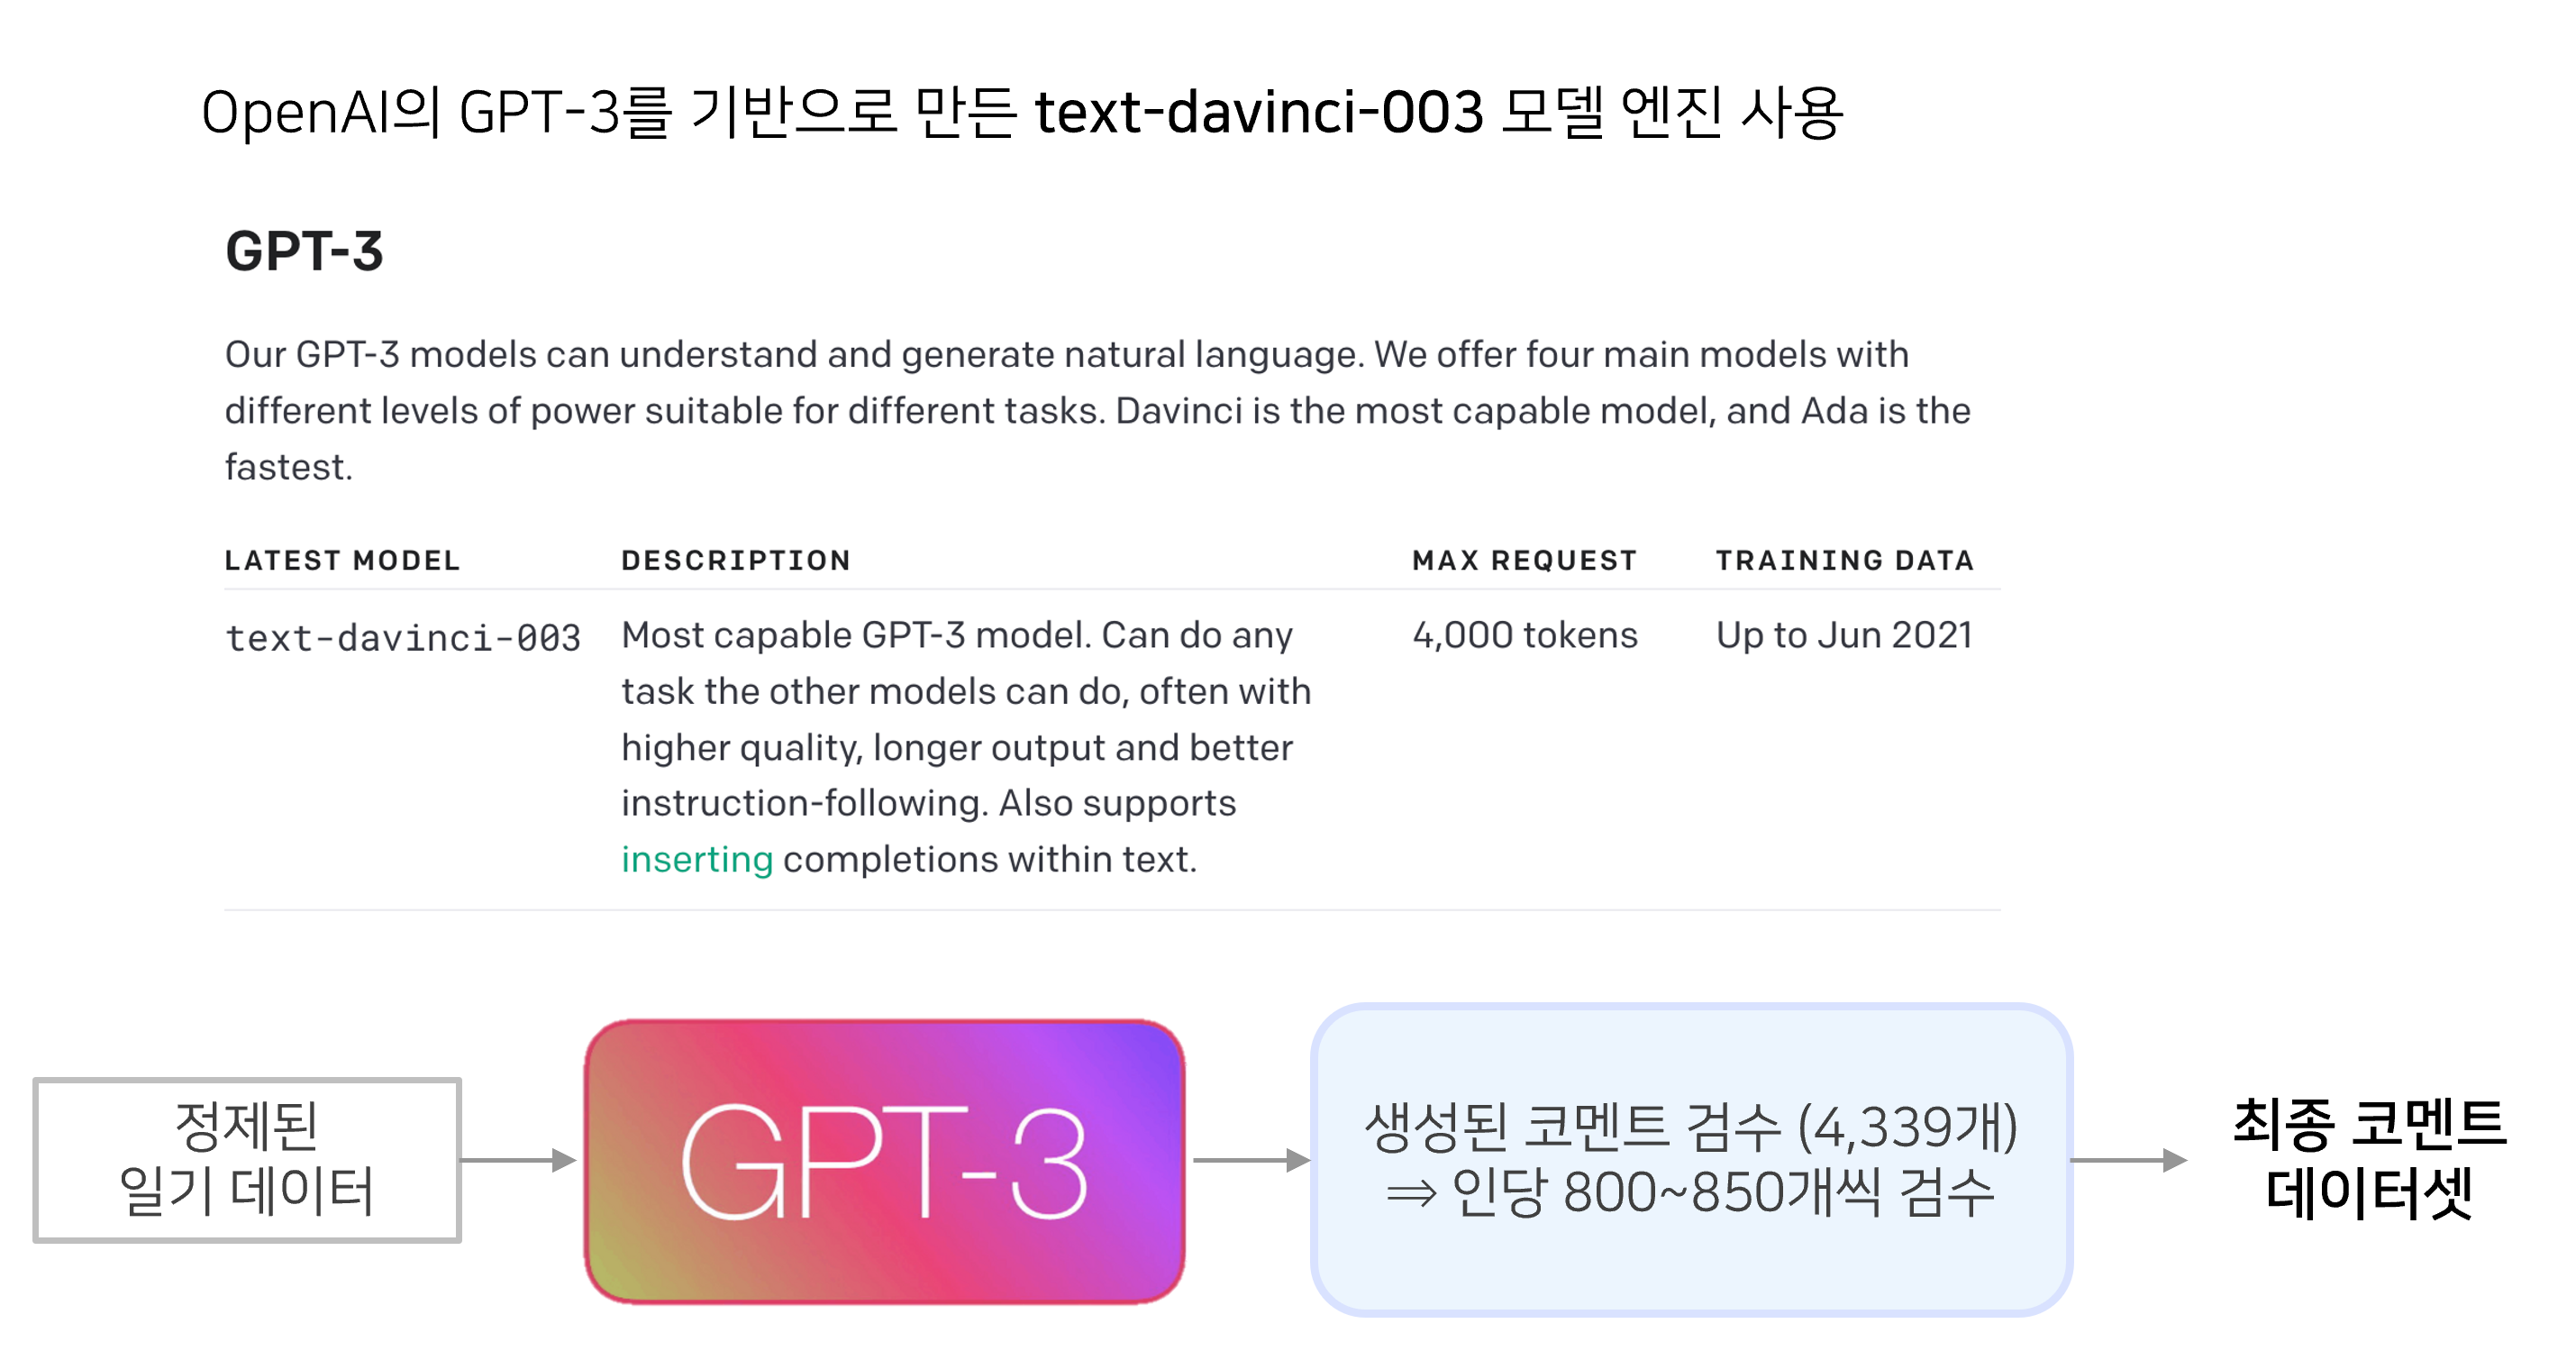 OpenAI의 GPT-3를 기반으로 만든 text-davinci-003 모델 엔진 사용
GPT-3
Our GPT-3 models can understand and generate natural language. We offer four main models with
different levels of power suitable for different tasks. Davinci is the most capable model, and Ada is the
fastest.
LATEST MODEL DESCRIPTION MAX REQUEST TRAINING DATA
text-davinci-003 Most capable GPT-3 model. Can do any 4,000 tokens Up to Jun 2021
task the other models can do, often with
higher quality, longer output and better
instruction-following. Also supports
inserting completions within text.
정제된
일기 데이터
GPT-3
생성된 코멘트 검수 (4,339개)
⇒ 인당 800~850개씩 검수
최종 코멘트
데이터셋